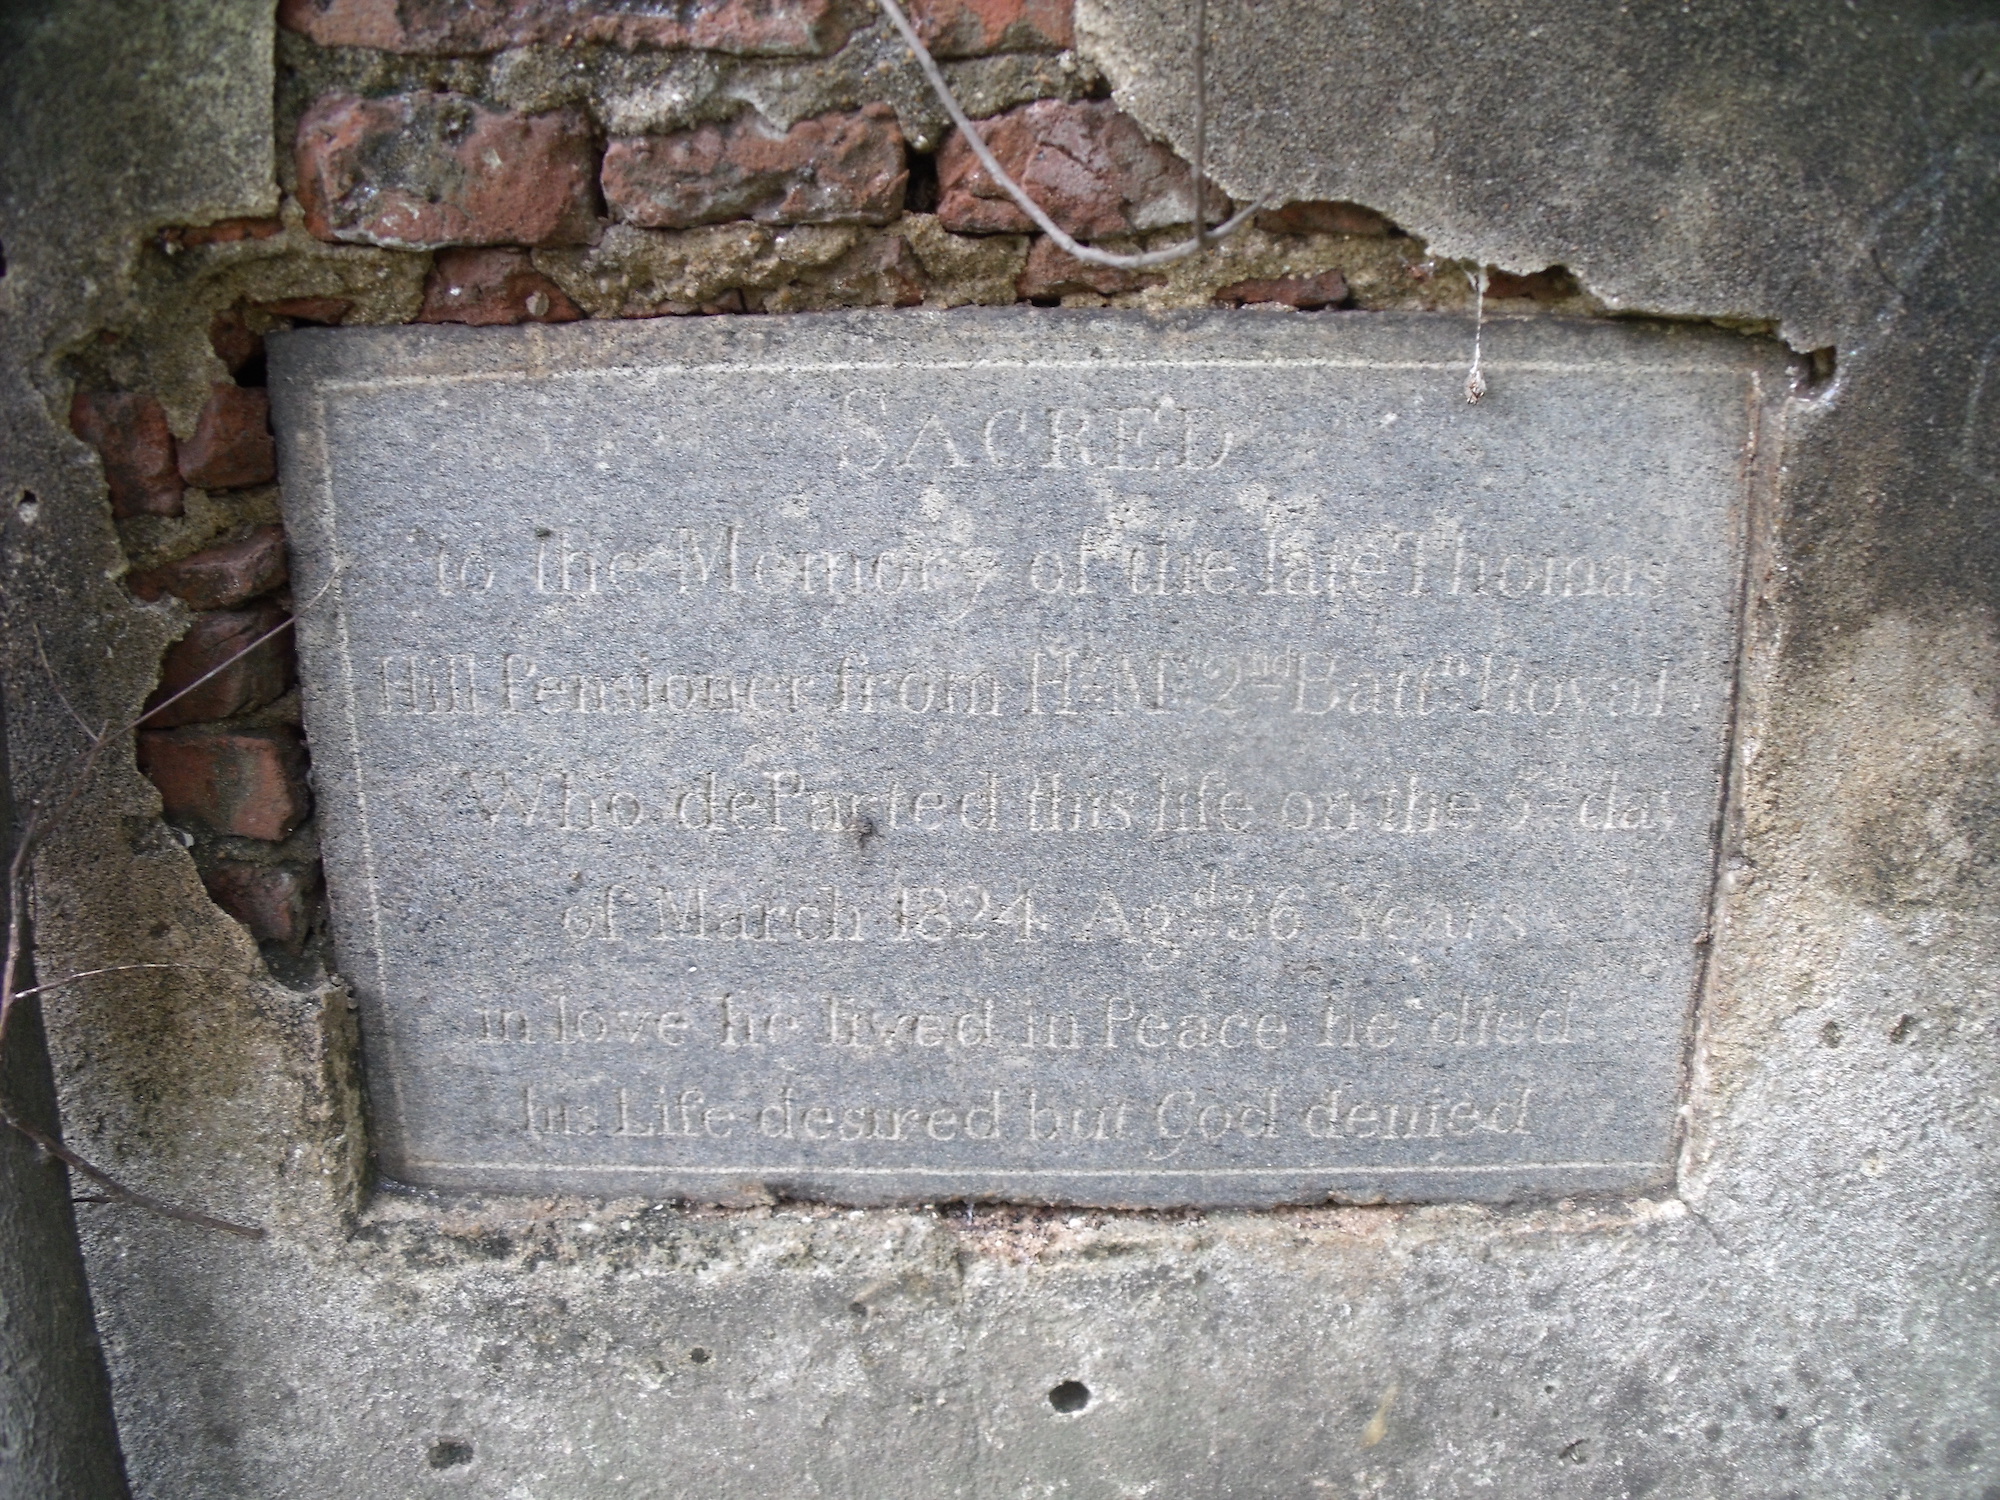 SACRED
to the Memory of the late Thomas
Hill Pensioner from H.M. 2nd Battn Royals
Who deParted this life on the 5th day
of March 1824 Agd 36 Years
in love he lived in Peace he died
his Life desired but God denied